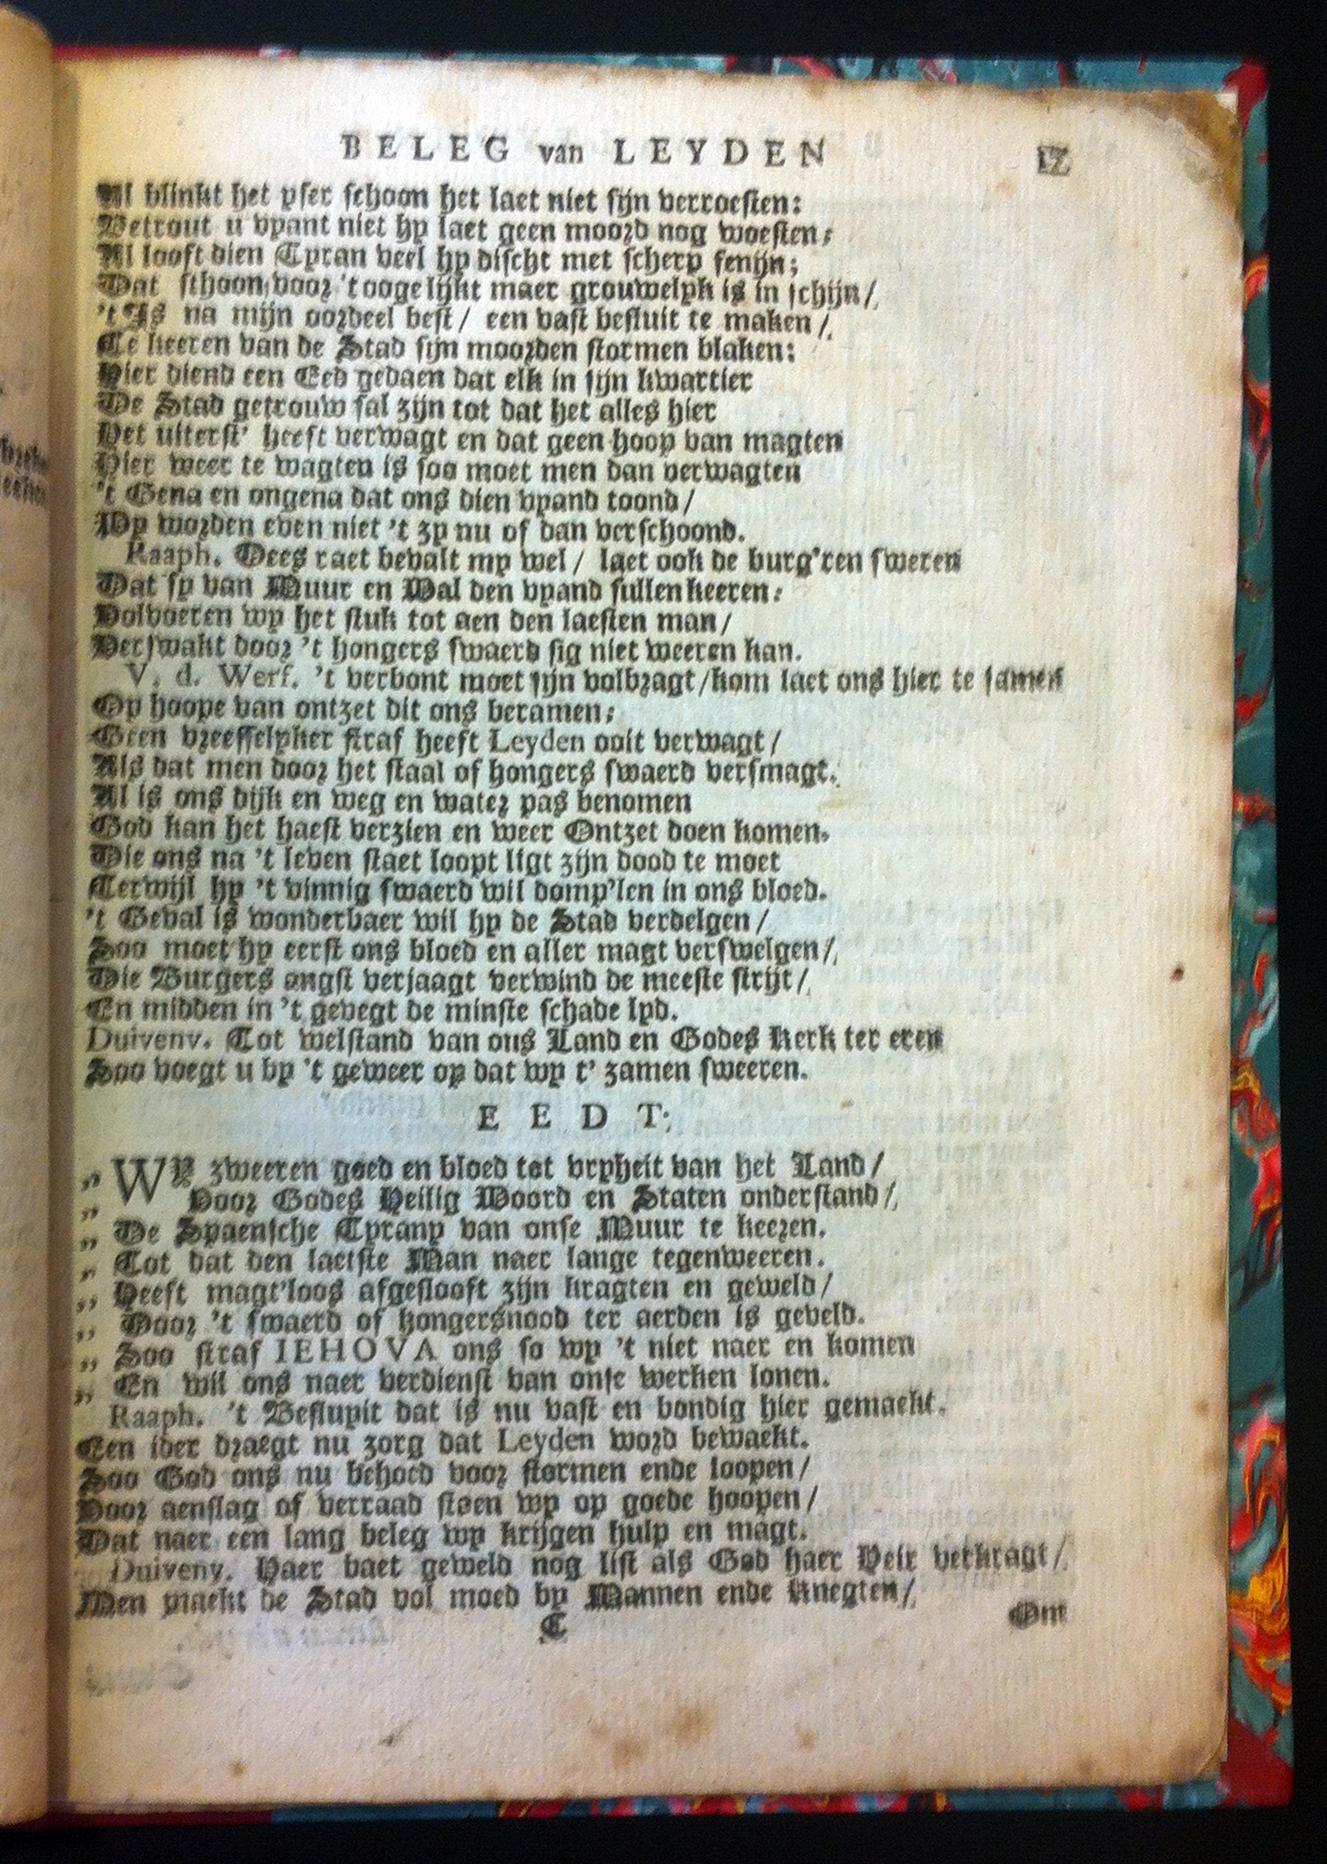 BELEG van LEYDEN 17
Al blinkt het yser schoon het laet niet sijn verroesten:
Betrout u vyant niet hy laet geen moord nog woesten;
Al looft dien Tyran veel hy discht met scherp fenijn;
Dat sthoon voor 't ooge lijkt maer grouwelyk is in schijn/
't Is na mijn oordeel best/ een vast besluit te maken/
Te keeren van de Stad sijn moorden stormen blaken:
Hier diend een Eed gedaen dat elk in sijn kwartier
De Stad getrouw sal zijn tot dat het alles hier
Het uiterst' heeft verwagt en dat geen hoop van magten
Hier weer te wagten is soo moet men dan verwagten
't Gena en ongena dat ons dien vyand toond/
Wy worden even niet 't zy nu of dan verschoond.
Raaph. Dees raet bevalt my wel/ laet ook de burg'ren sweren
Dat sy van Muur en Wal den vyand sullen keeren:
Volvoeren wy het stuk tot aen den laesten man/
Verswakt door 't hongers swaerd sig niet weeren kan.
V. d. Werf. 't verbont moet sijn volbragt/kom laet ons hier te samen
Op hoope van ontzet dit ons beramen;
Geen vreesselyker straf heeft Leyden ooit verwagt/
Als dat men door het staal of hongers swaerd versmagt.
Al is ons dijk en weg en water pas benomen
God kan het haest verzien en weer Ontzet doen komen.
Die ons na 't leven staet loopt ligt zijn dood te moet
Terwijl hy 't vinnig swaerd wil domp'len in ons bloed.
't Geval is wonderbaer wil hy de Stad verdelgen/
Soo moet hy eerst ons bloed en aller magt verswelgen/
Die Burgers angst verjaagt verwind de meeste strijt/
En midden in 't gevegt de minste schade lyd.
Duivenv. Tot welstand van ons Land en Godes Kerk ter eren
Soo voegt u by 't geweer op dat wy t' zamen sweeren.
EEDT:
„ WY zweeren goed en bloed tot vryheit van het Land/
„ Door Godes Heilig Woord en Staten onderstand/
„ De Spaensche Tyrany van onse Muur te keeren.
„ Tot dat den laetste Man naer lange tegenweeren.
„ Heeft magt'loos afgeslooft zijn kragten en geweld/
„ Door 't swaerd of hongersnood ter aerden is geveld.
„ Soo straf IEHOVA ons so wy 't niet naer en komen
„ En wil ons naer verdienst van onse werken lonen.
Raaph. 't Besluyit dat is nu vast en bondig hier gemaekt.
Een ider draegt nu zorg dat Leyden word bewaekt.
Soo God ons nu behoed voor stormen ende loopen/
Door aenslag of verraad stoen wy op goede hoopen/
Dat naer een lang beleg wy krijgen hulp en magt.
Duivenv. Haer baet geweld nog list als God haer Heir verkragt/
Men maekt de Stad vol moed by Mannen ende Knegten/
C Om